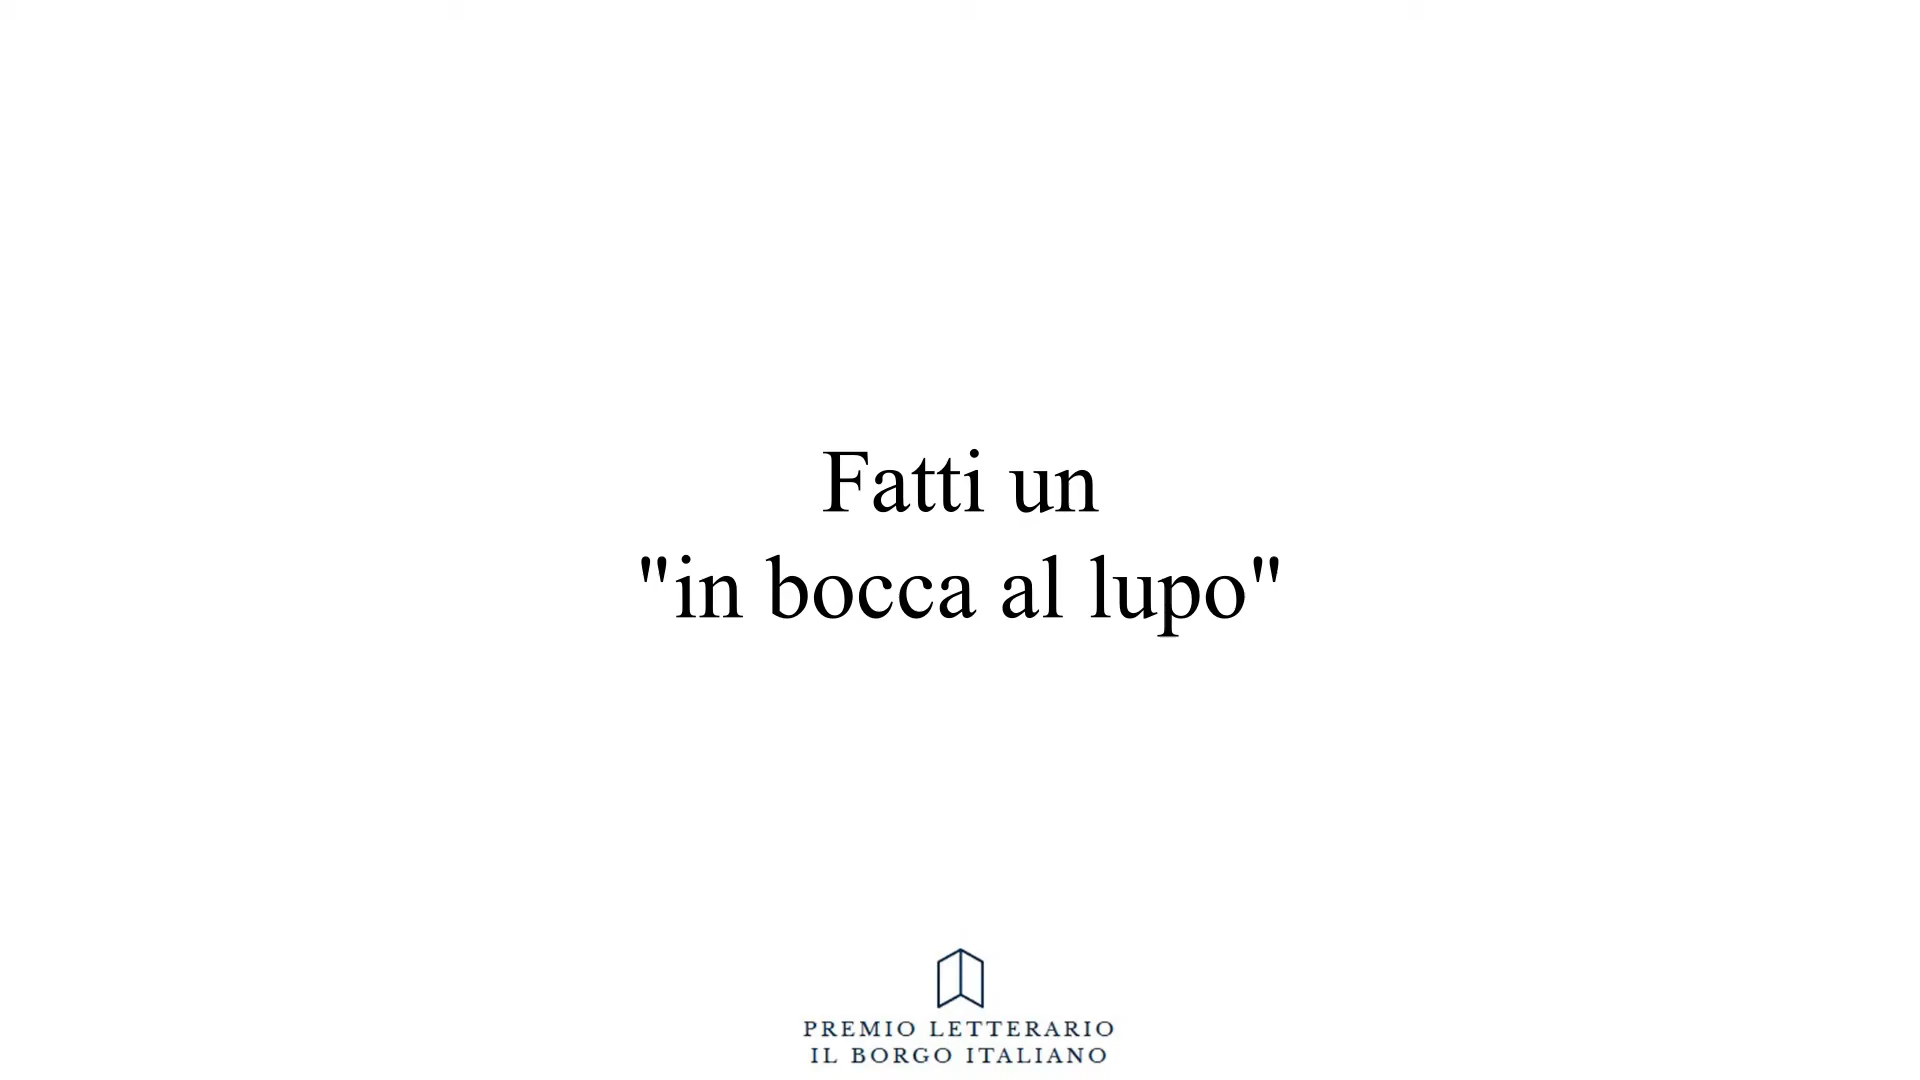 Fatti un
"in bocca al lupo"
PREMIO LETTERARIO
IL BORGO ITALIANO